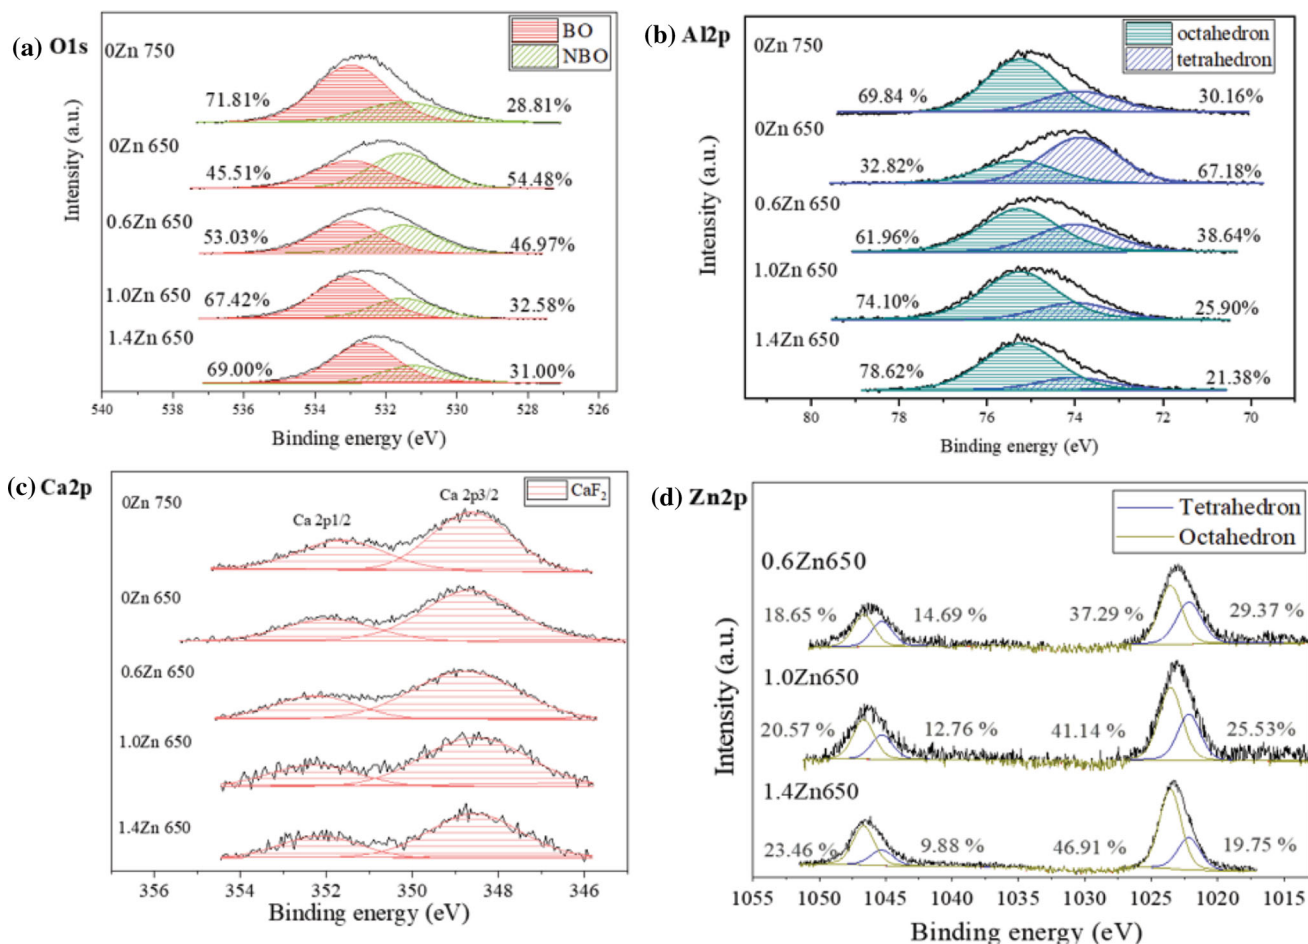 (a) O1s
BO
NBO
0Zn 750
71.81%
28.81%
0Zn 650
45.51%
54.48%
0.6Zn 650
53.03%
46.97%
1.0Zn 650
67.42%
32.58%
1.4Zn 650
69.00%
31.00%
Intensity (a.u.)
540 538 536 534 532 530 528 526
Binding energy (eV)
(b) Al2p
octahedron
tetrahedron
0Zn 750
69.84 %
30.16%
0Zn 650
32.82%
67.18%
0.6Zn 650
61.96%
38.64%
1.0Zn 650
74.10%
25.90%
1.4Zn 650
78.62%
21.38%
Intensity (a.u.)
80 78 76 74 72 70
Binding energy (eV)
(c) Ca2p
CaF2
0Zn 750
Ca 2p1/2
Ca 2p3/2
0Zn 650
0.6Zn 650
1.0Zn 650
1.4Zn 650
Intensity (a.u.)
356 354 352 350 348 346
Binding energy (eV)
(d) Zn2p
Tetrahedron
Octahedron
0.6Zn650
18.65 % 14.69 % 37.29 % 29.37 %
1.0Zn650
20.57 % 12.76 % 41.14 % 25.53%
1.4Zn650
23.46 % 9.88 % 46.91 % 19.75 %
Intensity (a.u.)
1055 1050 1045 1040 1035 1030 1025 1020 1015
Binding energy (eV)